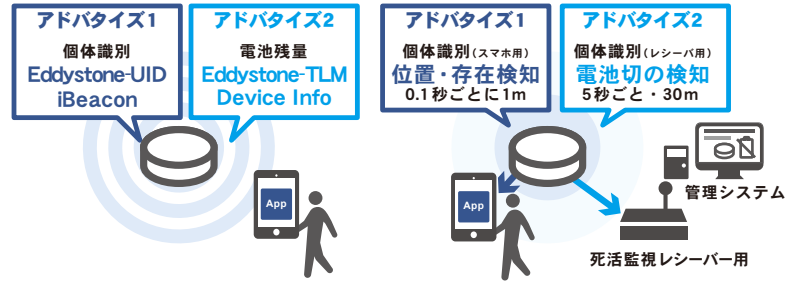 アドバタイズ1
個体識別
Eddystone-UID
iBeacon
アドバタイズ2
電池残量
Eddystone-TLM
Device Info
App
アドバタイズ1
個体識別(スマホ用)
位置・存在検知
0.1秒ごとに1m
アドバタイズ2
個体識別(レシーバ用)
電池切の検知
5秒ごと・30m
App
管理システム
死活監視レシーバー用